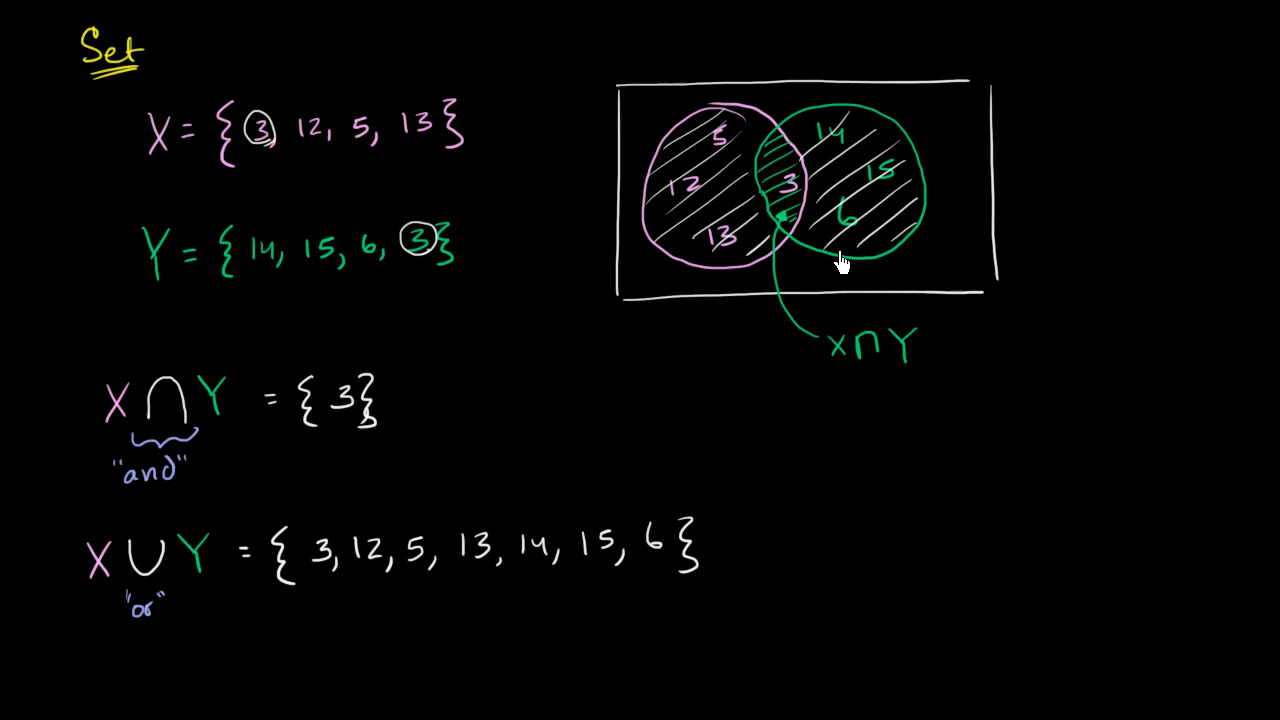 Set
X = { 3, 12, 5, 13 }
Y = { 14, 15, 6, 3 }
5 14
12 3 15
6
13
X ∩ Y
X ∩ Y = { 3 }
"and"
X ∪ Y = { 3, 12, 5, 13, 14, 15, 6 }
"or"